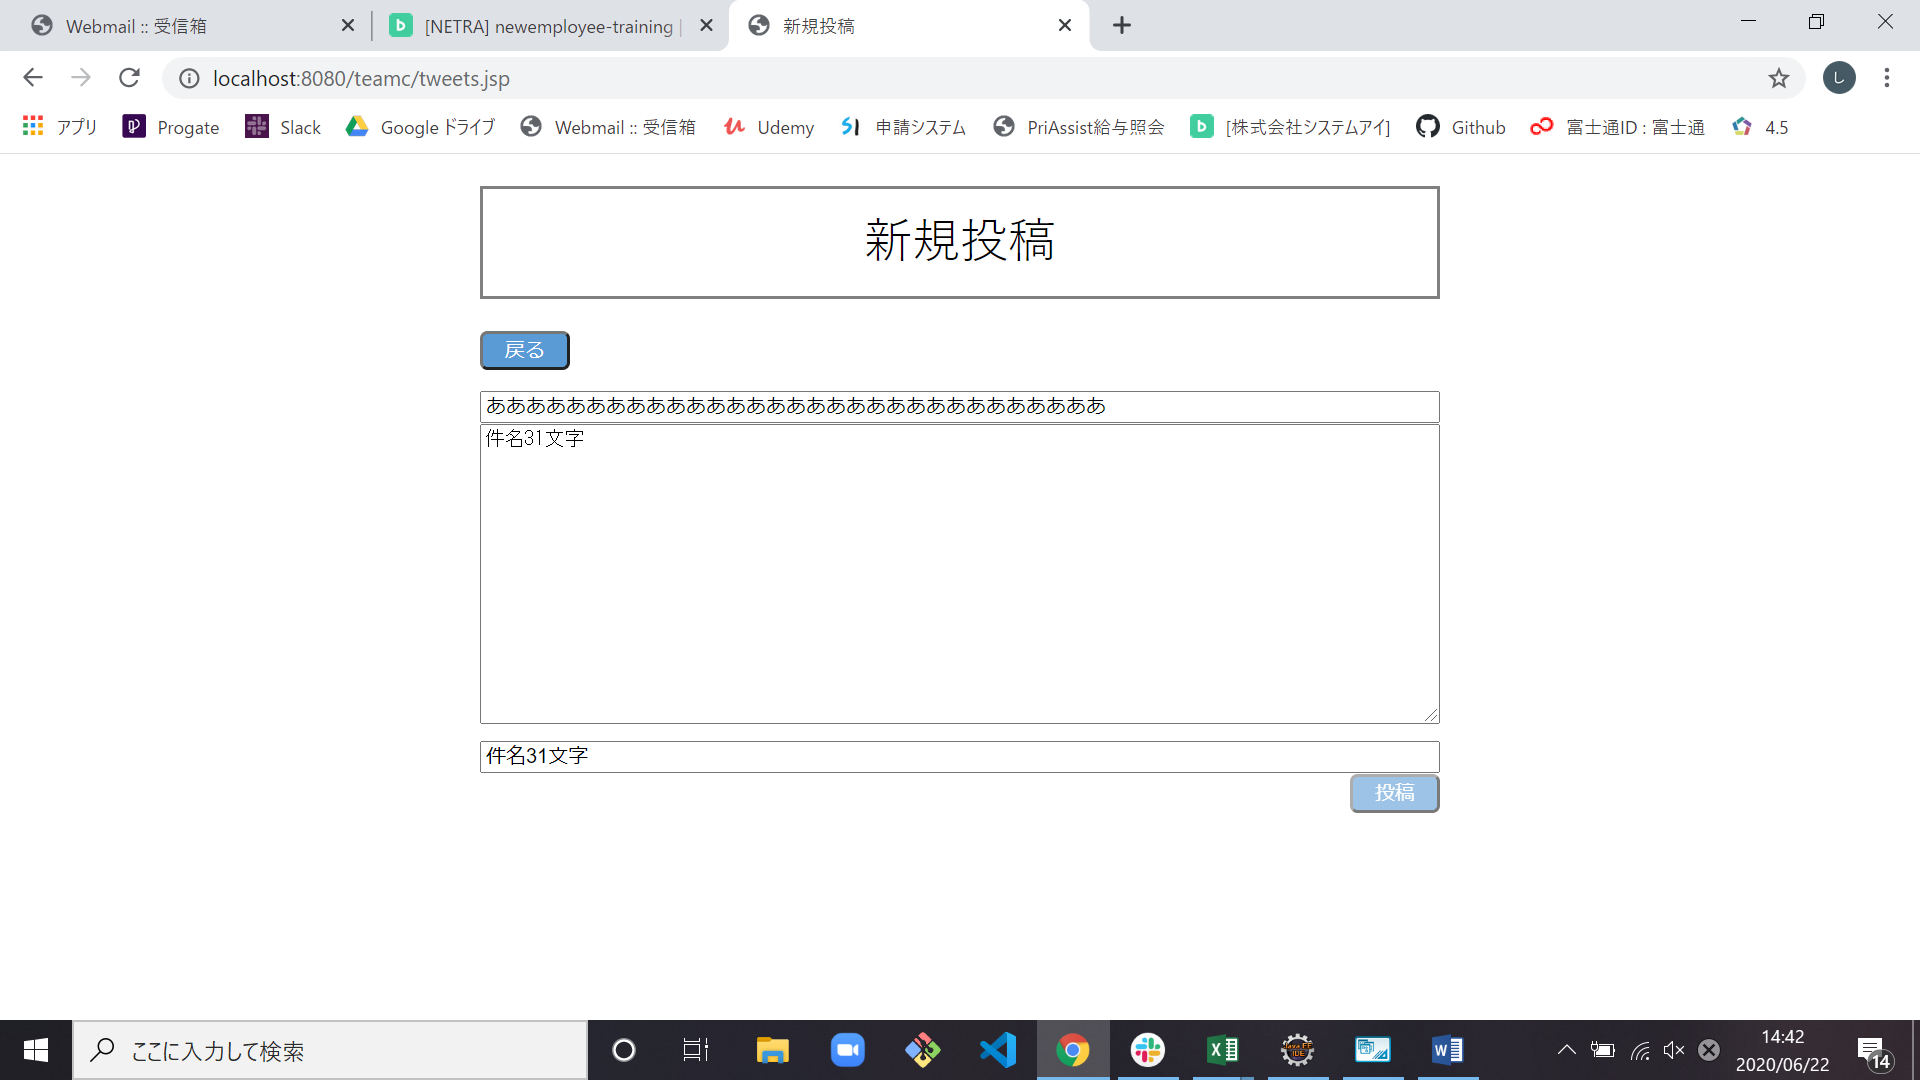 Webmail :: 受信箱
[NETRA] newemployee-training |
新規投稿
localhost:8080/teamc/tweets.jsp
し
アプリ
Progate
Slack
Google ドライブ
Webmail :: 受信箱
Udemy
申請システム
PriAssist給与照会
[株式会社システムアイ]
Github
富士通ID : 富士通
4.5
新規投稿
戻る
あああああああああああああああああああああああああああああああ
件名31文字
件名31文字
投稿
ここに入力して検索
14:42
2020/06/22
14